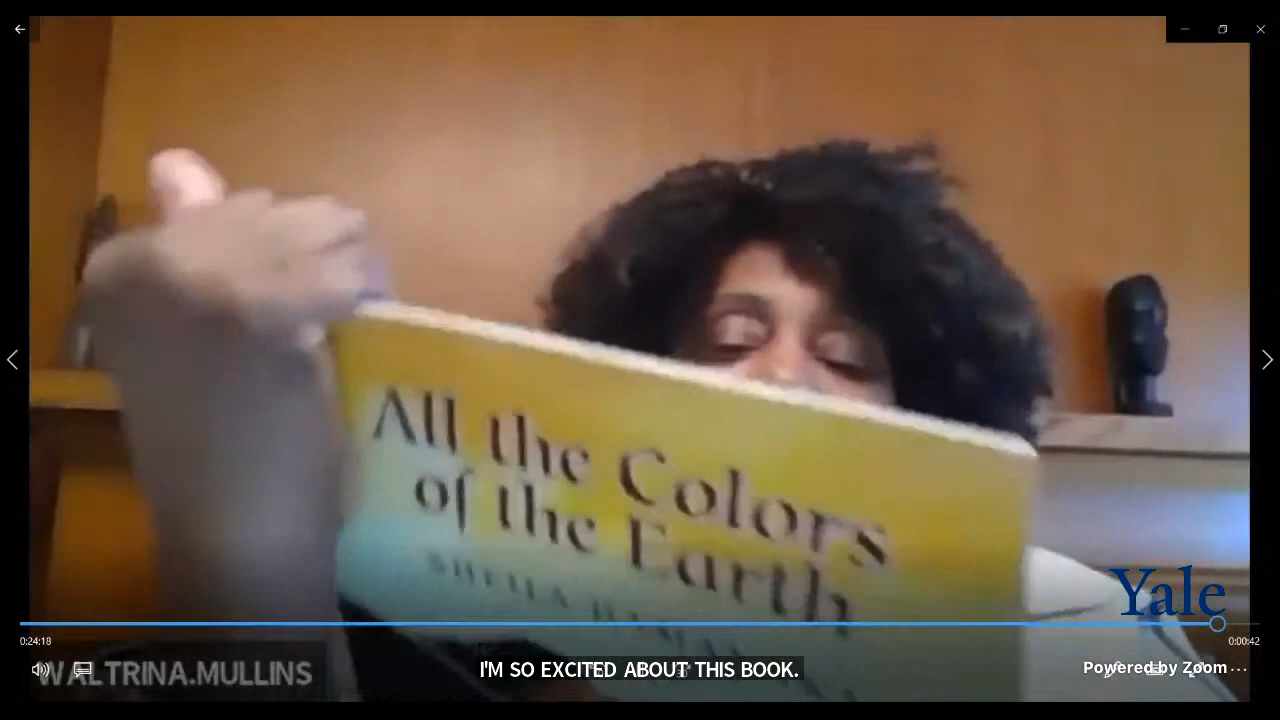 All the Colors
of the Earth
SHEILA
Yale
0:24:18
0:00:42
WALTRINA.MULLINS
I'M SO EXCITED ABOUT THIS BOOK.
Powered by Zoom